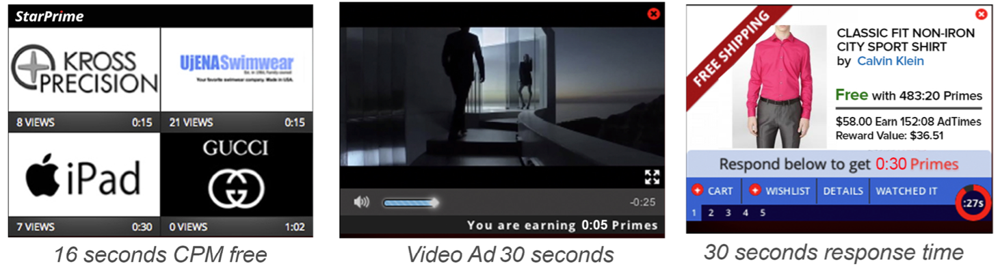 StarPrime
KROSS
PRECISION
UjENASwimwear
Your favorite swimwear company. Made in USA.
8 VIEWS 0:15
21 VIEWS 0:15
iPad
GUCCI
7 VIEWS 0:30
0 VIEWS 1:02
16 seconds CPM free
-0:25
You are earning 0:05 Primes
Video Ad 30 seconds
FREE SHIPPING
CLASSIC FIT NON-IRON
CITY SPORT SHIRT
by Calvin Klein
Free with 483:20 Primes
$58.00 Earn 152:08 AdTimes
Reward Value: $36.51
Respond below to get 0:30 Primes
CART WISHLIST DETAILS WATCHED IT
:27s
1 2 3 4 5
30 seconds response time